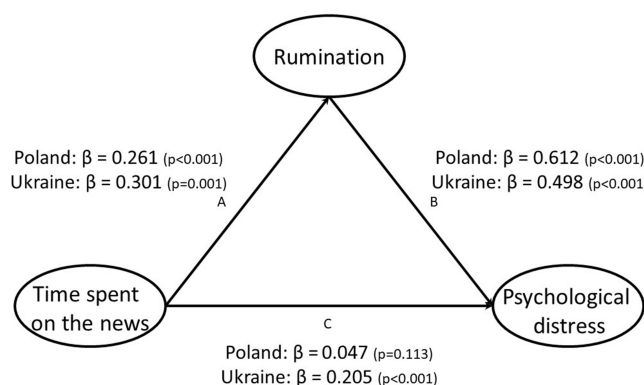 Rumination
Poland: β = 0.261 (p<0.001)
Ukraine: β = 0.301 (p=0.001)
A
Poland: β = 0.612 (p<0.001)
Ukraine: β = 0.498 (p<0.001
B
Time spent
on the news
Psychological
distress
C
Poland: β = 0.047 (p=0.113)
Ukraine: β = 0.205 (p<0.001)